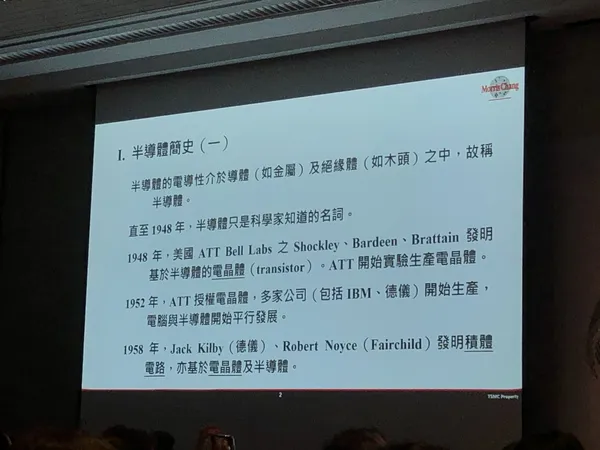 Morris Chang
I. 半導體簡史（一）
半導體的電導性介於導體（如金屬）及絕緣體（如木頭）之中，故稱
半導體。
直至1948年，半導體只是科學家知道的名詞。
1948 年，美國 ATT Bell Labs 之 Shockley、Bardeen、Brattain 發明
基於半導體的電晶體（transistor）。ATT 開始實驗生產電晶體。
1952 年，ATT 授權電晶體，多家公司（包括 IBM、德儀）開始生產，
電腦與半導體開始平行發展。
1958 年，Jack Kilby（德儀）、Robert Noyce（Fairchild）發明積體
電路，亦基於電晶體及半導體。
2
TSMC Property